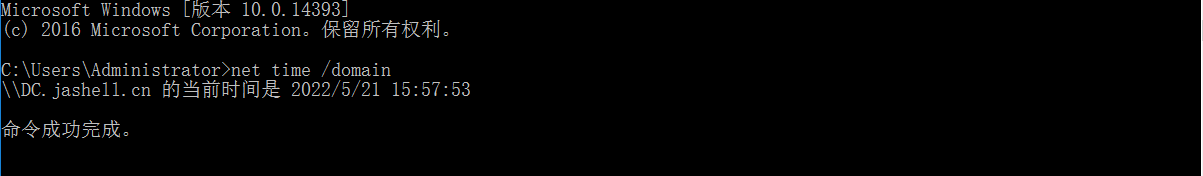 Microsoft Windows [版本 10.0.14393]
(c) 2016 Microsoft Corporation。保留所有权利。
C:\Users\Administrator>net time /domain
\\DC.jashell.cn 的当前时间是 2022/5/21 15:57:53
命令成功完成。